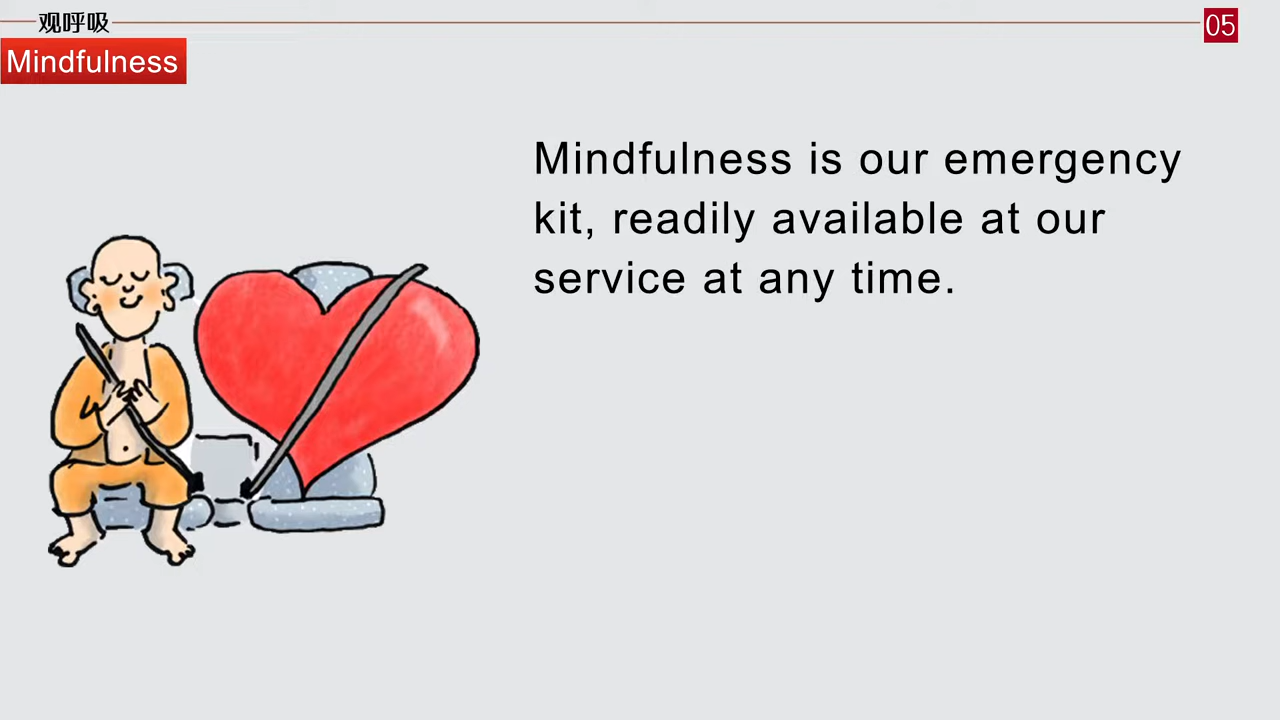 观呼吸
05
Mindfulness
Mindfulness is our emergency
kit, readily available at our
service at any time.